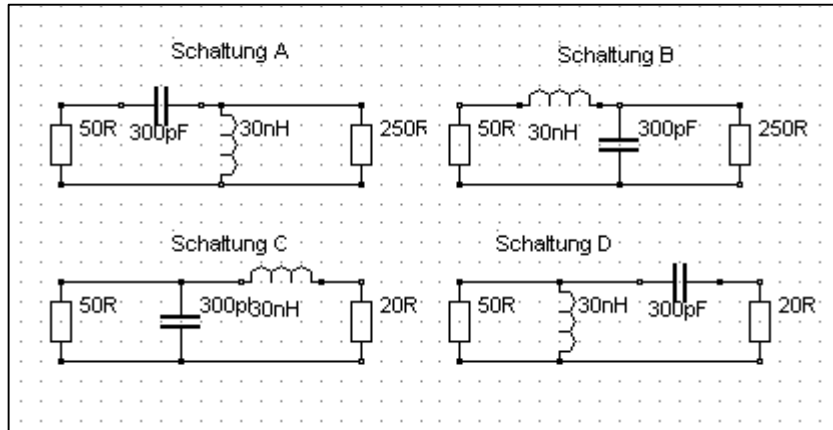 Schaltung A
50R
300pF
30nH
250R
Schaltung B
50R
30nH
300pF
250R
Schaltung C
50R
300pF
30nH
20R
Schaltung D
50R
30nH
300pF
20R